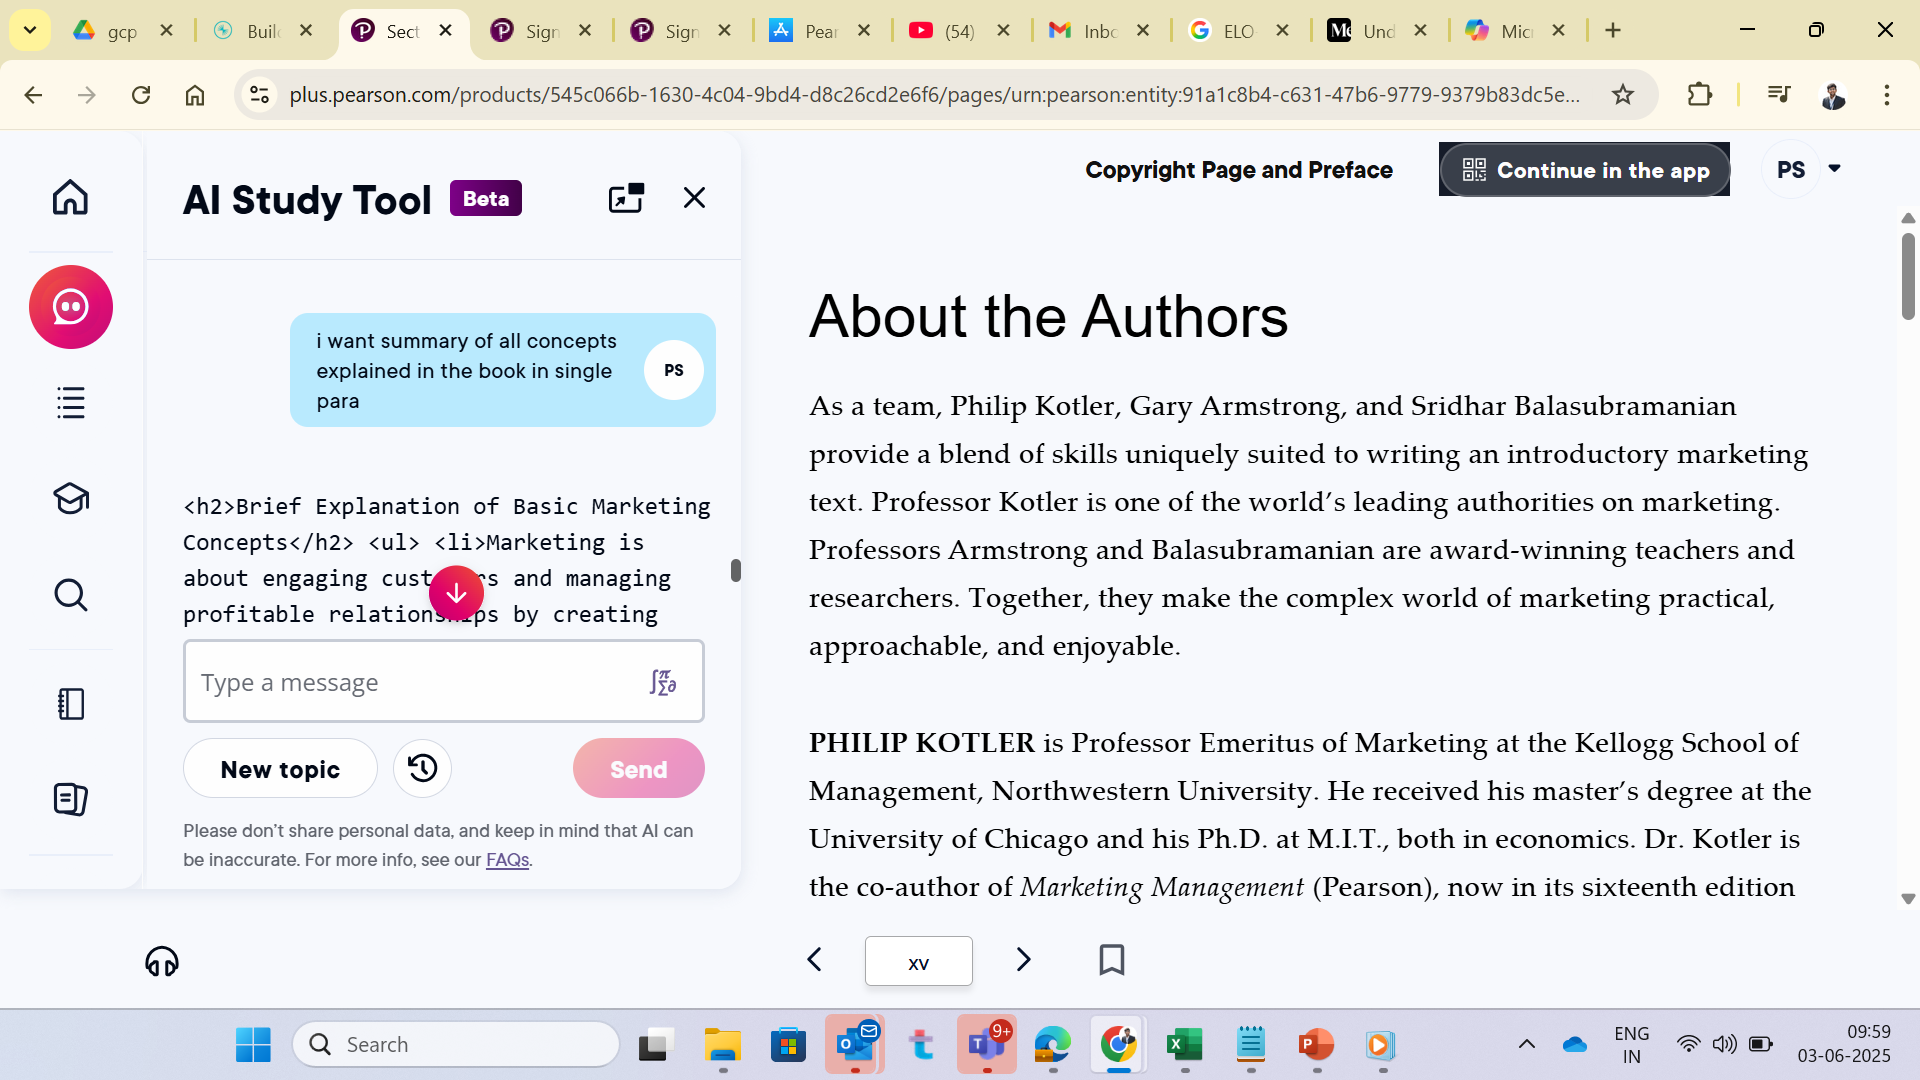 gcp
Builc
Sect
Sign
Sign
Pear
(54)
Inbc
ELO
Und
Micr
plus.pearson.com/products/545c066b-1630-4c04-9bd4-d8c26cd2e6f6/pages/urn:pearson:entity:91a1c8b4-c631-47b6-9779-9379b83dc5e...
AI Study Tool Beta
i want summary of all concepts
explained in the book in single
para
PS
<h2>Brief Explanation of Basic Marketing
Concepts</h2> <ul> <li>Marketing is
about engaging customers and managing
profitable relationships by creating
Type a message
New topic
Send
Please don't share personal data, and keep in mind that AI can
be inaccurate. For more info, see our FAQs.
Copyright Page and Preface
Continue in the app
PS
About the Authors
As a team, Philip Kotler, Gary Armstrong, and Sridhar Balasubramanian
provide a blend of skills uniquely suited to writing an introductory marketing
text. Professor Kotler is one of the world's leading authorities on marketing.
Professors Armstrong and Balasubramanian are award-winning teachers and
researchers. Together, they make the complex world of marketing practical,
approachable, and enjoyable.
PHILIP KOTLER is Professor Emeritus of Marketing at the Kellogg School of
Management, Northwestern University. He received his master's degree at the
University of Chicago and his Ph.D. at M.I.T., both in economics. Dr. Kotler is
the co-author of Marketing Management (Pearson), now in its sixteenth edition
xv
Search
9+
ENG
IN
09:59
03-06-2025